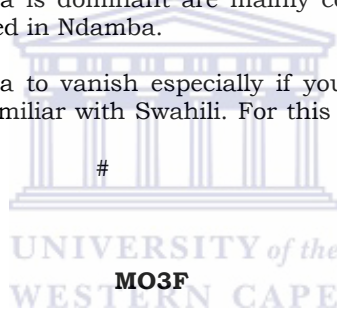 a is dominant are mainly c
ed in Ndamba.
a to vanish especially if you
miliar with Swahili. For this
#
UNIVERSITY of the
MO3F
WESTERN CAPE